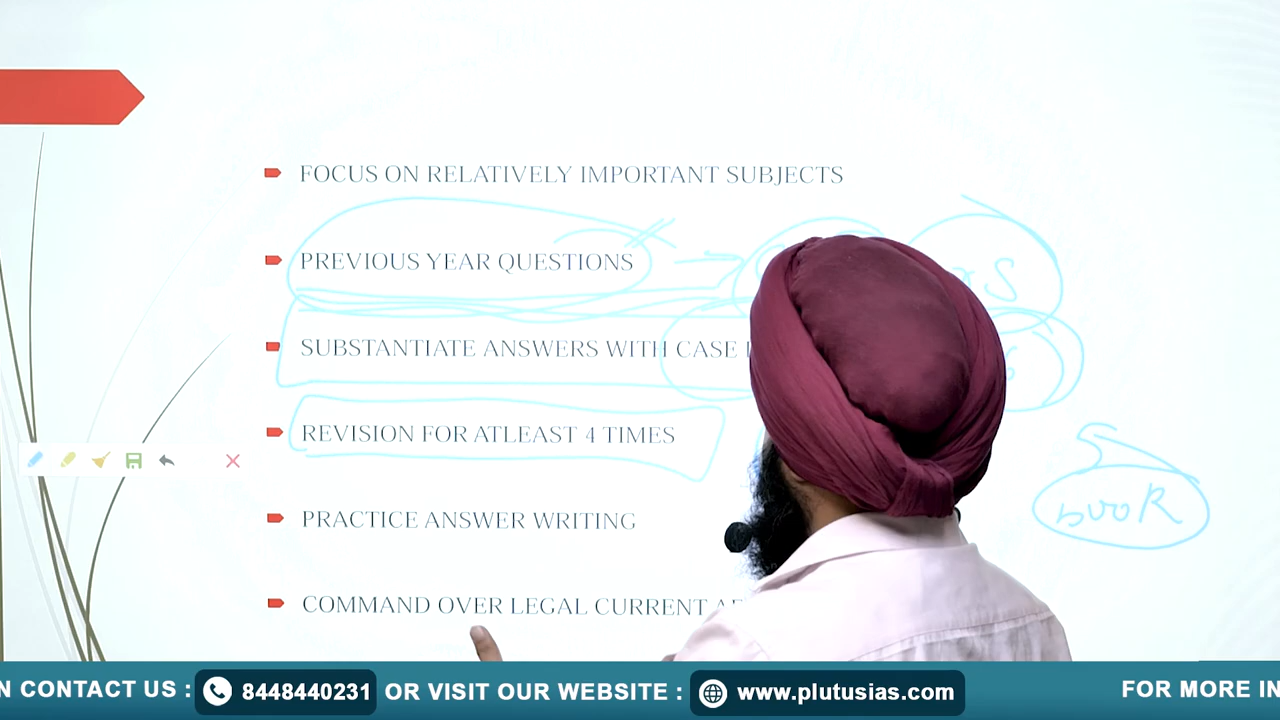 FOCUS ON RELATIVELY IMPORTANT SUBJECTS
PREVIOUS YEAR QUESTIONS
SUBSTANTIATE ANSWERS WITH CASE
REVISION FOR ATLEAST 4 TIMES
book
PRACTICE ANSWER WRITING
COMMAND OVER LEGAL CURRENT
N CONTACT US : 8448440231 OR VISIT OUR WEBSITE : www.plutusias.com FOR MORE IN